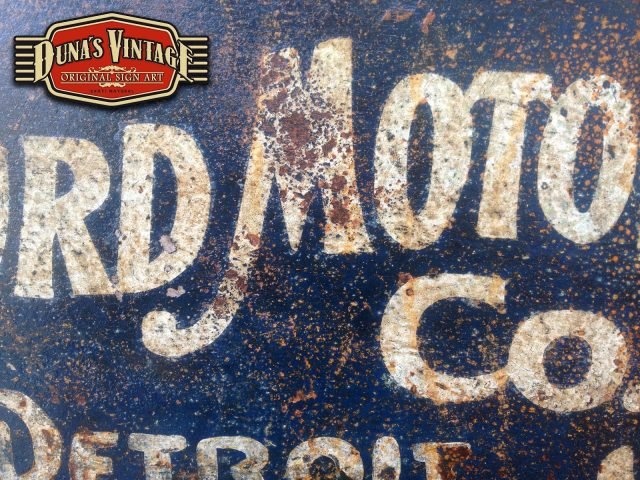 DUNA'S VINTAGE
ORIGINAL SIGN ART
ORD MOTO
Co.
DETROIT